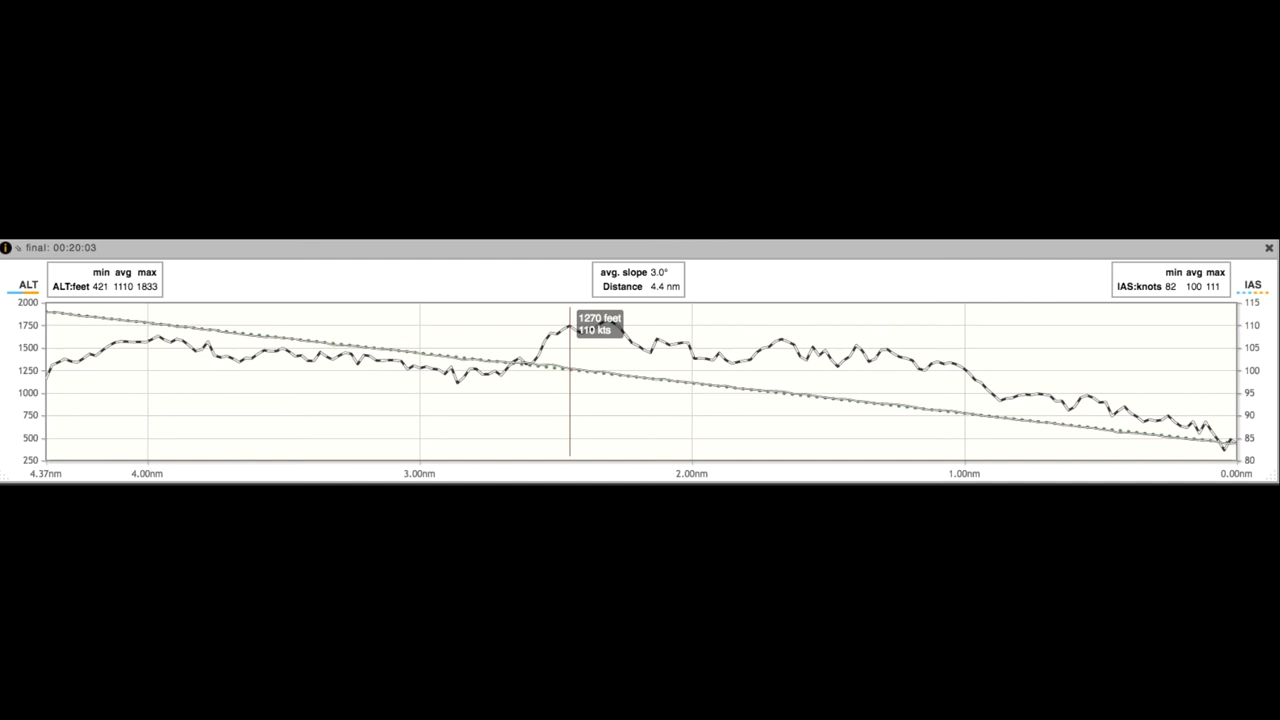 final: 00:20:03
min avg max
ALT:feet 421 1110 1833
avg. slope 3.0°
Distance 4.4 nm
min avg max
IAS:knots 82 100 111
ALT
IAS
2000
1750
1500
1250
1000
750
500
250
1270 feet
110 kts
115
110
105
100
95
90
85
80
4.37nm
4.00nm
3.00nm
2.00nm
1.00nm
0.00nm